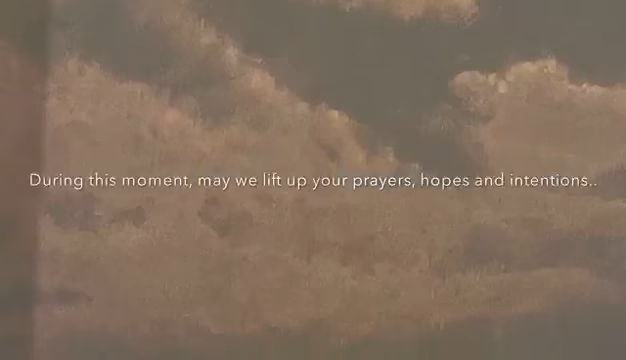 During this moment, may we lift up your prayers, hopes and intentions..